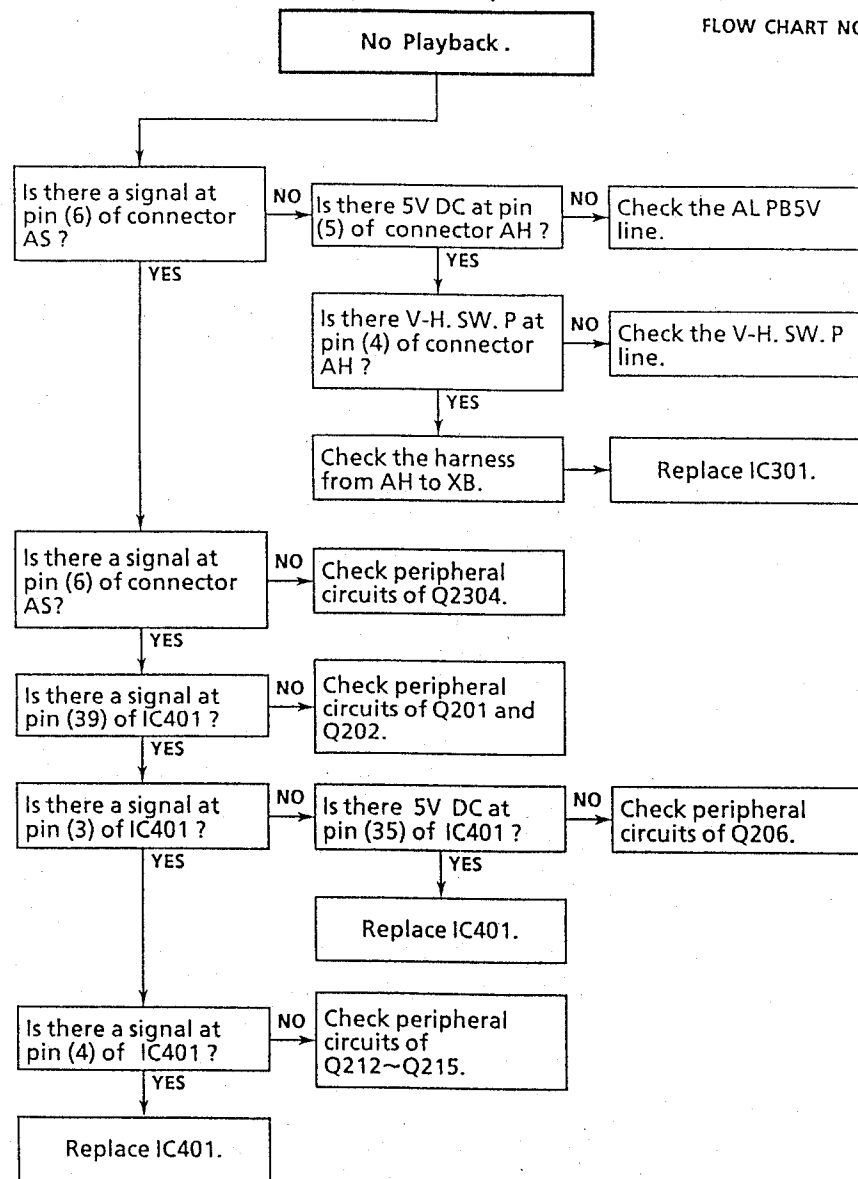 No Playback.
FLOW CHART NO
Is there a signal at
pin (6) of connector
AS ?
NO
Is there 5V DC at pin
(5) of connector AH ?
NO
Check the AL PB5V
line.
YES
YES
Is there V-H. SW. P at
pin (4) of connector
AH ?
NO
Check the V-H. SW. P
line.
YES
Check the harness
from AH to XB.
Replace IC301.
Is there a signal at
pin (6) of connector
AS?
NO
Check peripheral
circuits of Q2304.
YES
Is there a signal at
pin (39) of IC401 ?
NO
Check peripheral
circuits of Q201 and
Q202.
YES
Is there a signal at
pin (3) of IC401 ?
NO
Is there 5V DC at
pin (35) of IC401 ?
NO
Check peripheral
circuits of Q206.
YES
YES
Replace IC401.
Is there a signal at
pin (4) of IC401 ?
NO
Check peripheral
circuits of
Q212~Q215.
YES
Replace IC401.